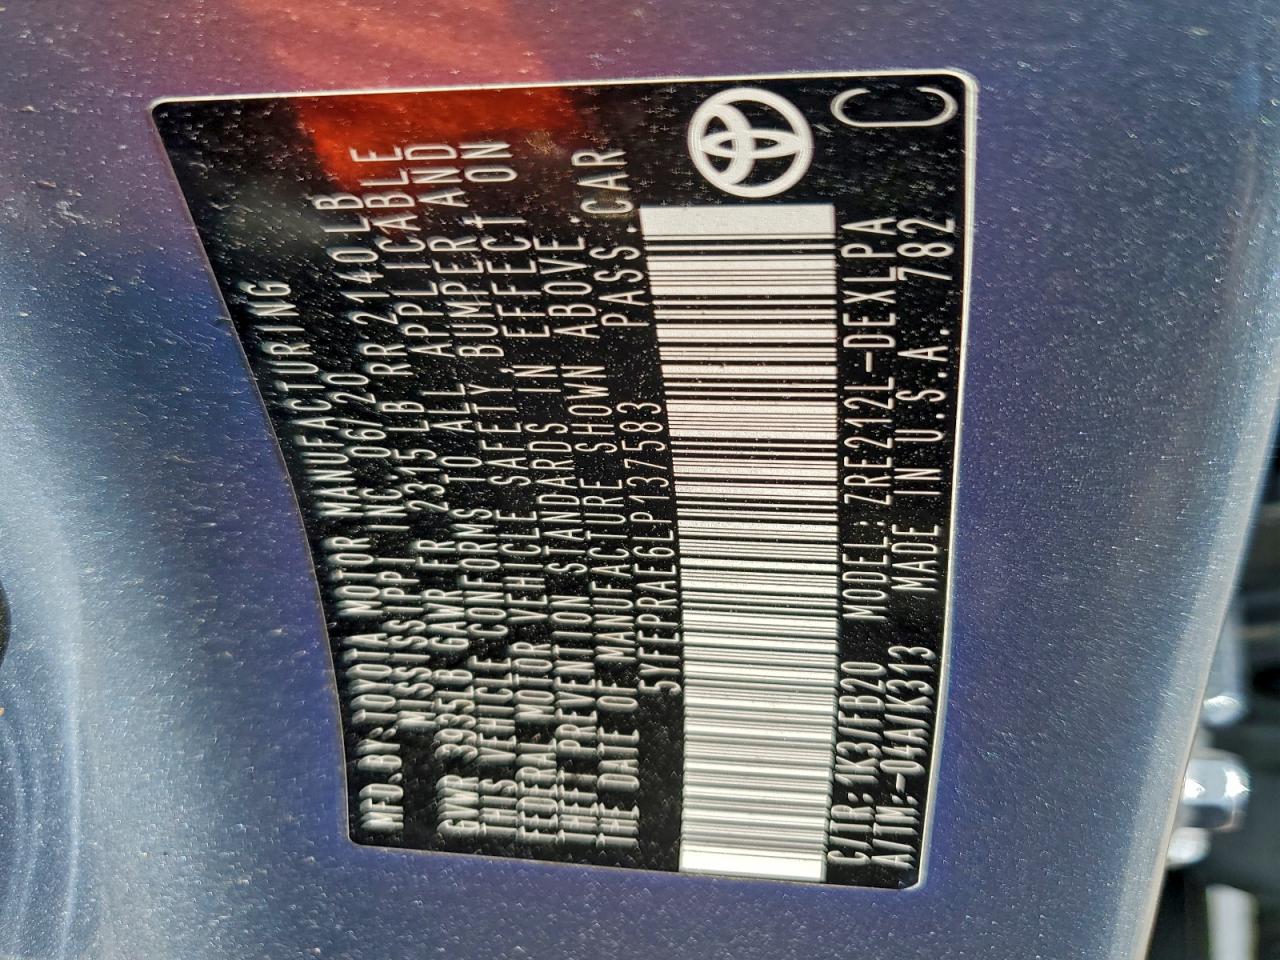 MFD.BY:TOYOTA MOTOR MANUFACTURING
MISSISSIPPI INC. 06/20
GVWR 3935LB GAWR FR 2315LB RR 2140LB
THIS VEHICLE CONFORMS TO ALL APPLICABLE
FEDERAL MOTOR VEHICLE SAFETY, BUMPER AND
THEFT PREVENTION STANDARDS IN EFFECT ON
THE DATE OF MANUFACTURE SHOWN ABOVE.
5YFEPRAE6LP137583 PASS.CAR
C/TR:1K3/FB20 MODEL:ZRE212L-DEXLPA
A/TM:-04A/K313 MADE IN U.S.A. 782
C